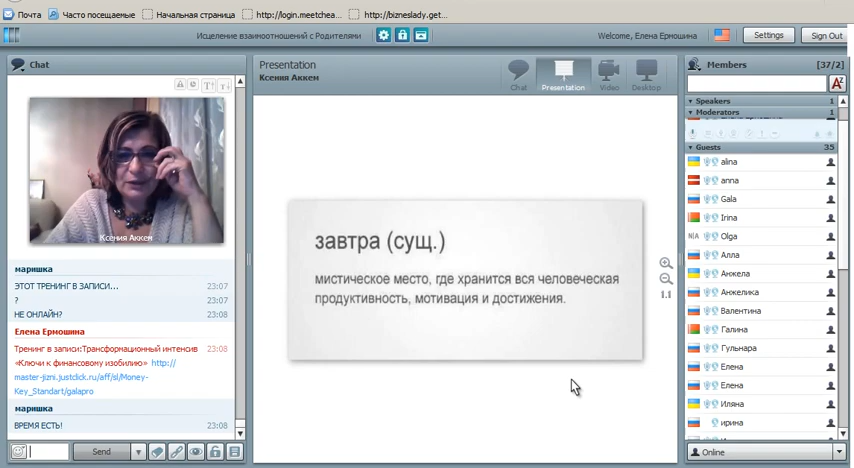 Почта
Часто посещаемые
Начальная страница
http://login.meetchea...
http://bizneslady.get...
Исцеление взаимоотношений с Родителями
Welcome, Елена Ермошина
Settings
Sign Out
Chat
Ксения Аккем
маришка
ЭТОТ ТРЕНИНГ В ЗАПИСИ... 23:07
? 23:07
НЕ ОНЛАЙН? 23:08
Елена Ермошина
Тренинг в записи:Трансформационный интенсив 23:08
«Ключи к финансовому изобилию» http://
master-jizni.justclick.ru/aff/sl/Money-
Key_Standart/galapro
маришка
ВРЕМЯ ЕСТЬ! 23:08
Send
Presentation
Ксения Аккем
Chat
Presentation
Video
Desktop
завтра (сущ.)
мистическое место, где хранится вся человеческая
продуктивность, мотивация и достижения.
1:1
Members [37/2]
Speakers 1
Moderators 1
Guests 35
alina
anna
Gala
Irina
N/A Olga
Алла
Анжела
Анжелика
Валентина
Галина
Гульнара
Елена
Елена
Иляна
ирина
Online